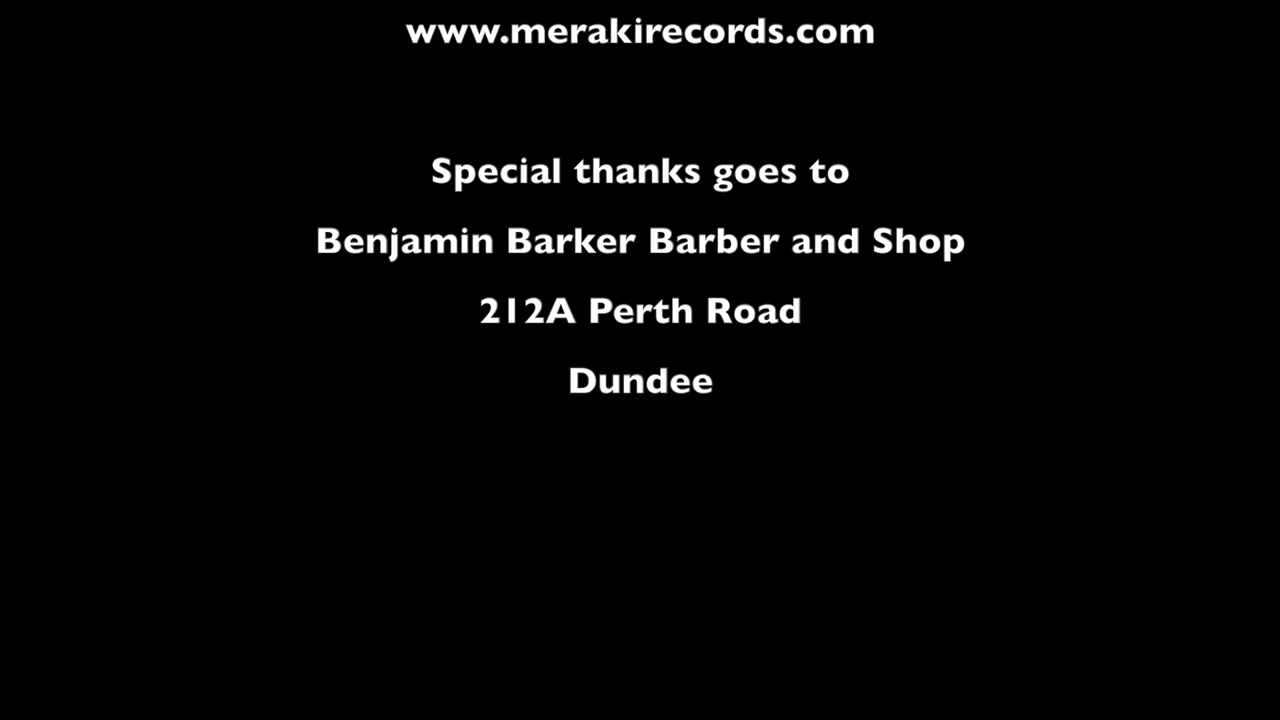 www.merakirecords.com
Special thanks goes to
Benjamin Barker Barber and Shop
212A Perth Road
Dundee